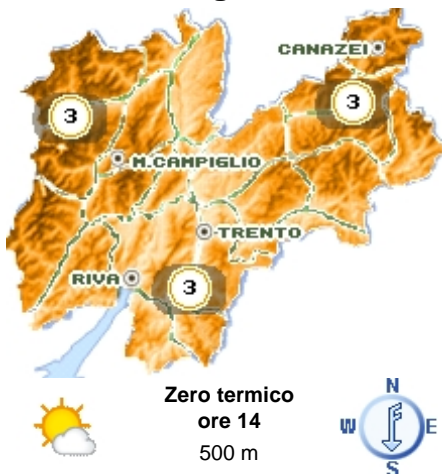 CANAZEI
3
3
M.CAMPIGLIO
TRENTO
RIVA
3
Zero termico
ore 14
500 m
N
W
E
S